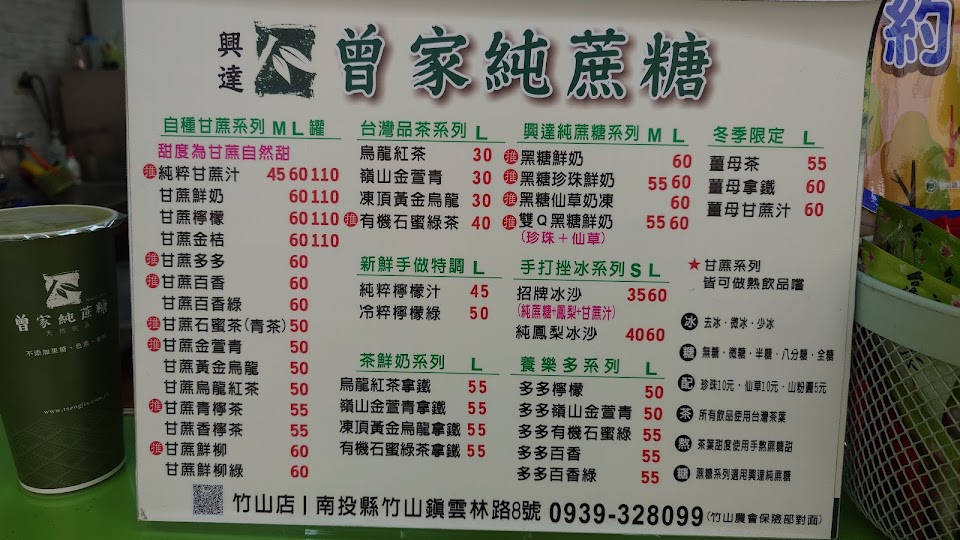 興達
曾家純蔗糖
自種甘蔗系列 M L 罐
甜度為甘蔗自然甜
推 純粹甘蔗汁 45 60 110
甘蔗鮮奶 60 110
甘蔗檸檬 60 110
甘蔗金桔 60 110
推 甘蔗多多 60
推 甘蔗百香 60
甘蔗百香綠 60
推 甘蔗石蜜茶(青茶) 50
推 甘蔗金萱青 50
甘蔗黃金烏龍 50
甘蔗烏龍紅茶 50
推 甘蔗青檸茶 55
甘蔗香檸茶 55
推 甘蔗鮮柳 60
甘蔗鮮柳綠 60
台灣品茶系列 L
烏龍紅茶 30
嶺山金萱青 30
凍頂黃金烏龍 30
推 有機石蜜綠茶 40
新鮮手做特調 L
純粹檸檬汁 45
冷粹檸檬綠 50
茶鮮奶系列 L
烏龍紅茶拿鐵 55
嶺山金萱青拿鐵 55
凍頂黃金烏龍拿鐵 55
有機石蜜綠茶拿鐵 55
興達純蔗糖系列 M L
推 黑糖鮮奶 60
推 黑糖珍珠鮮奶 55 60
黑糖仙草奶凍 60
推 雙Q黑糖鮮奶 55 60
(珍珠+仙草)
手打挫冰系列 S L
招牌冰沙 35 60
(純蔗糖+鳳梨+甘蔗汁)
純鳳梨冰沙 40 60
養樂多系列 L
多多檸檬 50
多多嶺山金萱青 50
多多有機石蜜綠 55
多多百香 55
多多百香綠 55
冬季限定 L
薑母茶 55
薑母拿鐵 60
薑母甘蔗汁 60
★甘蔗系列
皆可做熱飲品嚐
冰 去冰・微冰・少冰
糖 無糖・微糖・半糖・八分糖・全糖
配 珍珠10元・仙草10元・山粉圓5元
茶 所有飲品使用台灣茶葉
熬 茶葉甜度使用手熬蔗糖甜
糖 蔗糖系列選用興達純蔗糖
竹山店 | 南投縣竹山鎮雲林路8號 0939-328099 (竹山農會保險部對面)
曾家純蔗糖
約